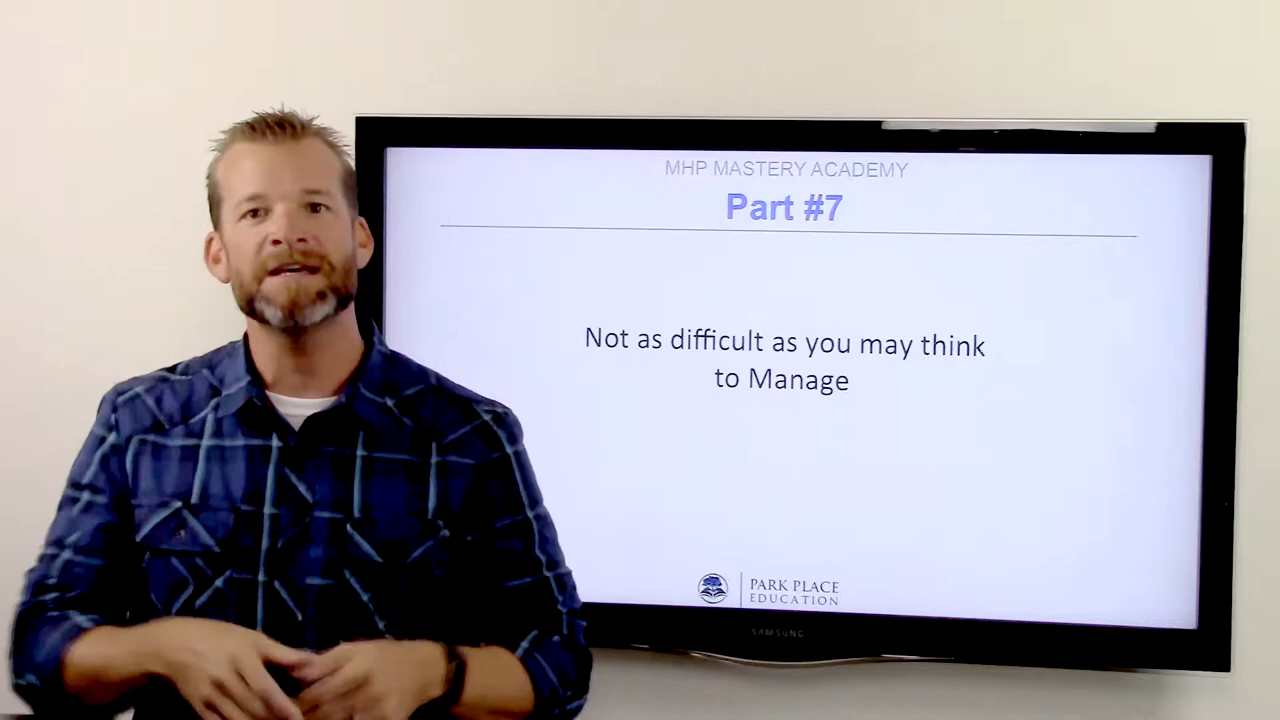 MHP MASTERY ACADEMY
Part #7
Not as difficult as you may think
to Manage
PARK PLACE
EDUCATION
SAMSUNG